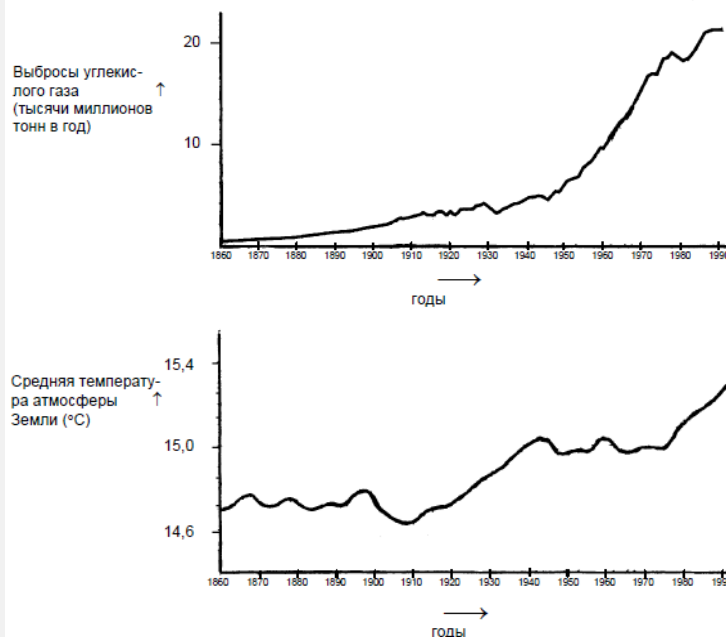 20
Выбросы углекис-
лого газа ↑
(тысячи миллионов
тонн в год)
10
1860 1870 1880 1890 1900 1910 1920 1930 1940 1950 1960 1970 1980 1990
годы
15,4
Средняя температу-
ра атмосферы ↑
Земли (°C)
15,0
14,6
1860 1870 1880 1890 1900 1910 1920 1930 1940 1950 1960 1970 1980 1990
годы